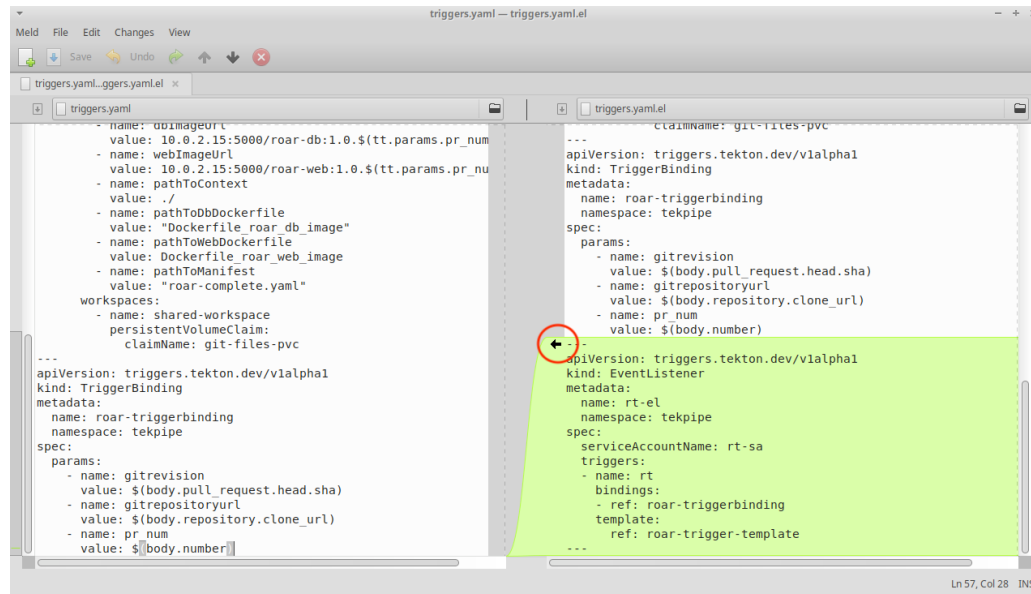 triggers.yaml — triggers.yaml.el
Meld File Edit Changes View
Save Undo
triggers.yaml...ggers.yaml.el
triggers.yaml
- name: dbImageUrl
value: 10.0.2.15:5000/roar-db:1.0.$(tt.params.pr_num
- name: webImageUrl
value: 10.0.2.15:5000/roar-web:1.0.$(tt.params.pr_nu
- name: pathToContext
value: ./
- name: pathToDbDockerfile
value: "Dockerfile_roar_db_image"
- name: pathToWebDockerfile
value: Dockerfile_roar_web_image
- name: pathToManifest
value: "roar-complete.yaml"
workspaces:
- name: shared-workspace
persistentVolumeClaim:
claimName: git-files-pvc
---
apiVersion: triggers.tekton.dev/v1alpha1
kind: TriggerBinding
metadata:
name: roar-triggerbinding
namespace: tekpipe
spec:
params:
- name: gitrevision
value: $(body.pull_request.head.sha)
- name: gitrepositoryurl
value: $(body.repository.clone_url)
- name: pr_num
value: $(body.number)
triggers.yaml.el
claimName: git-files-pvc
---
apiVersion: triggers.tekton.dev/v1alpha1
kind: TriggerBinding
metadata:
name: roar-triggerbinding
namespace: tekpipe
spec:
params:
- name: gitrevision
value: $(body.pull_request.head.sha)
- name: gitrepositoryurl
value: $(body.repository.clone_url)
- name: pr_num
value: $(body.number)
---
apiVersion: triggers.tekton.dev/v1alpha1
kind: EventListener
metadata:
name: rt-el
namespace: tekpipe
spec:
serviceAccountName: rt-sa
triggers:
- name: rt
bindings:
- ref: roar-triggerbinding
template:
ref: roar-trigger-template
---
Ln 57, Col 28 INS